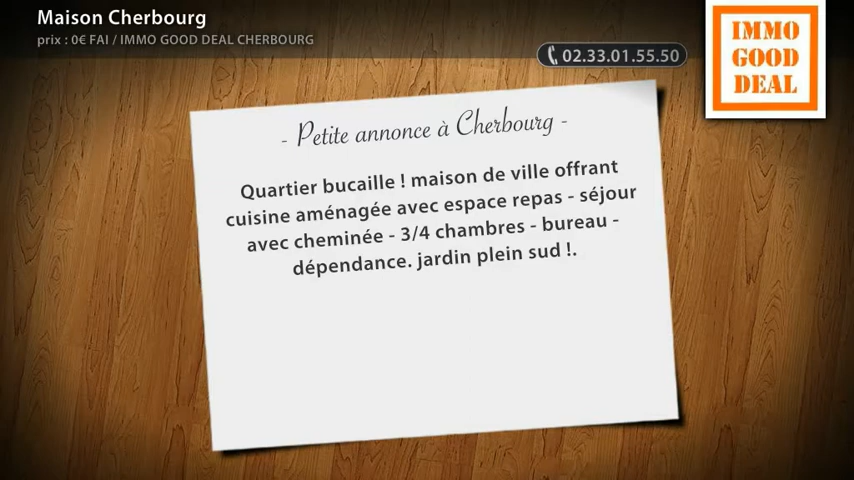 Maison Cherbourg
prix : 0€ FAI / IMMO GOOD DEAL CHERBOURG
02.33.01.55.50
IMMO
GOOD
DEAL
- Petite annonce à Cherbourg -
Quartier bucaille ! maison de ville offrant
cuisine aménagée avec espace repas - séjour
avec cheminée - 3/4 chambres - bureau -
dépendance. jardin plein sud !.